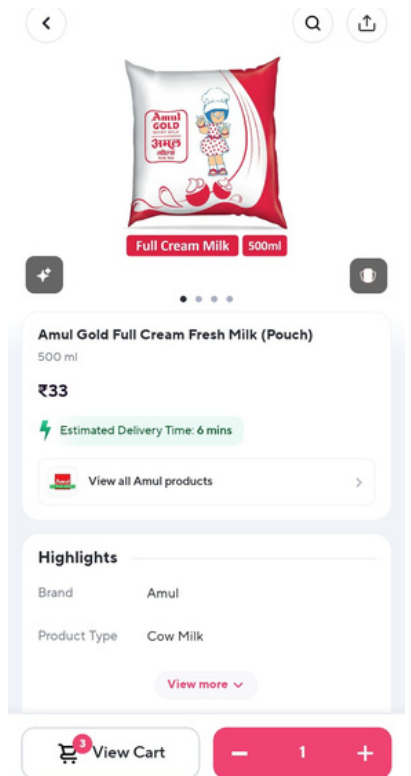 Amul
GOLD
अमूल
गोल्ड
Full Cream Milk 500ml
Amul Gold Full Cream Fresh Milk (Pouch)
500 ml
₹33
Estimated Delivery Time: 6 mins
View all Amul products
Highlights
Brand Amul
Product Type Cow Milk
View more
3
View Cart
− 1 +